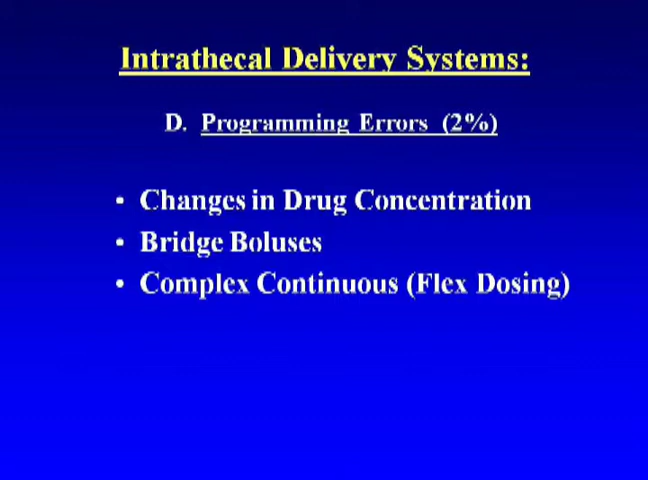 Intrathecal Delivery Systems:
D. Programming Errors (2%)
• Changes in Drug Concentration
• Bridge Boluses
• Complex Continuous (Flex Dosing)